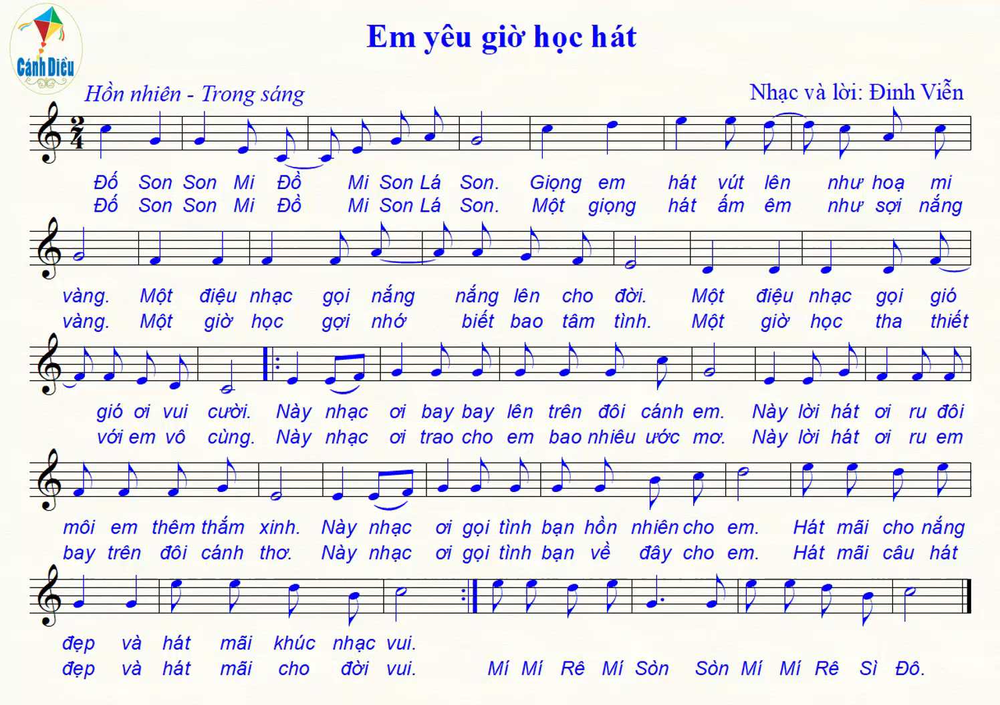 Cánh Diều
Em yêu giờ học hát
Hồn nhiên - Trong sáng
Nhạc và lời: Đinh Viễn
2
4
Đố Son Son Mi Đồ Mi Son Lá Son. Giọng em hát vút lên như hoạ mi
Đố Son Son Mi Đồ Mi Son Lá Son. Một giọng hát ấm êm như sợi nắng
vàng. Một điệu nhạc gọi nắng nắng lên cho đời. Một điệu nhạc gọi gió
vàng. Một giờ học gợi nhớ biết bao tâm tình. Một giờ học tha thiết
gió ơi vui cười. Này nhạc ơi bay bay lên trên đôi cánh em. Này lời hát ơi ru đôi
với em vô cùng. Này nhạc ơi trao cho em bao nhiêu ước mơ. Này lời hát ơi ru em
môi em thêm thắm xinh. Này nhạc ơi gọi tình bạn hồn nhiên cho em. Hát mãi cho nắng
bay trên đôi cánh thơ. Này nhạc ơi gọi tình bạn về đây cho em. Hát mãi câu hát
đẹp và hát mãi khúc nhạc vui.
đẹp và hát mãi cho đời vui. Mí Mí Rê Mí Sòn Sòn Mí Mí Rê Sì Đô.